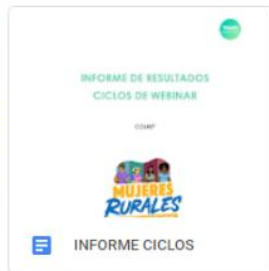 INFORME DE RESULTADOS
CICLOS DE WEBINAR
MUJERES
RURALES
INFORME CICLOS